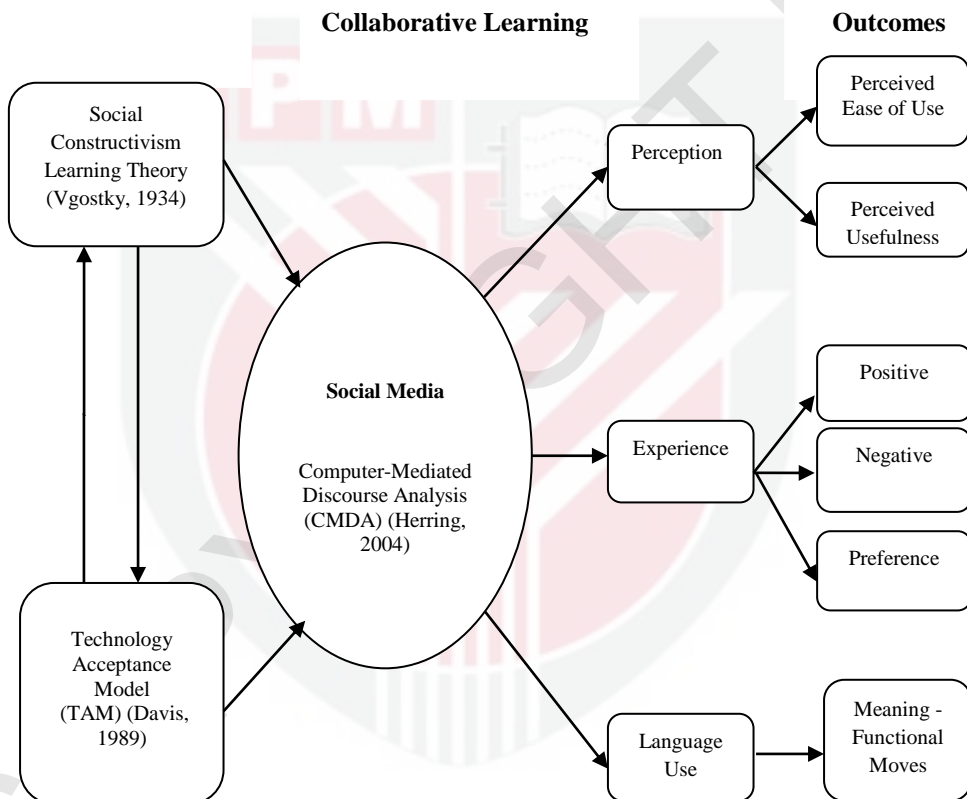 Collaborative Learning
Outcomes
Social
Constructivism
Learning Theory
(Vgostky, 1934)
Technology
Acceptance
Model
(TAM) (Davis,
1989)
Social Media
Computer-Mediated
Discourse Analysis
(CMDA) (Herring,
2004)
Perception
Experience
Language
Use
Perceived
Ease of Use
Perceived
Usefulness
Positive
Negative
Preference
Meaning -
Functional
Moves
PM